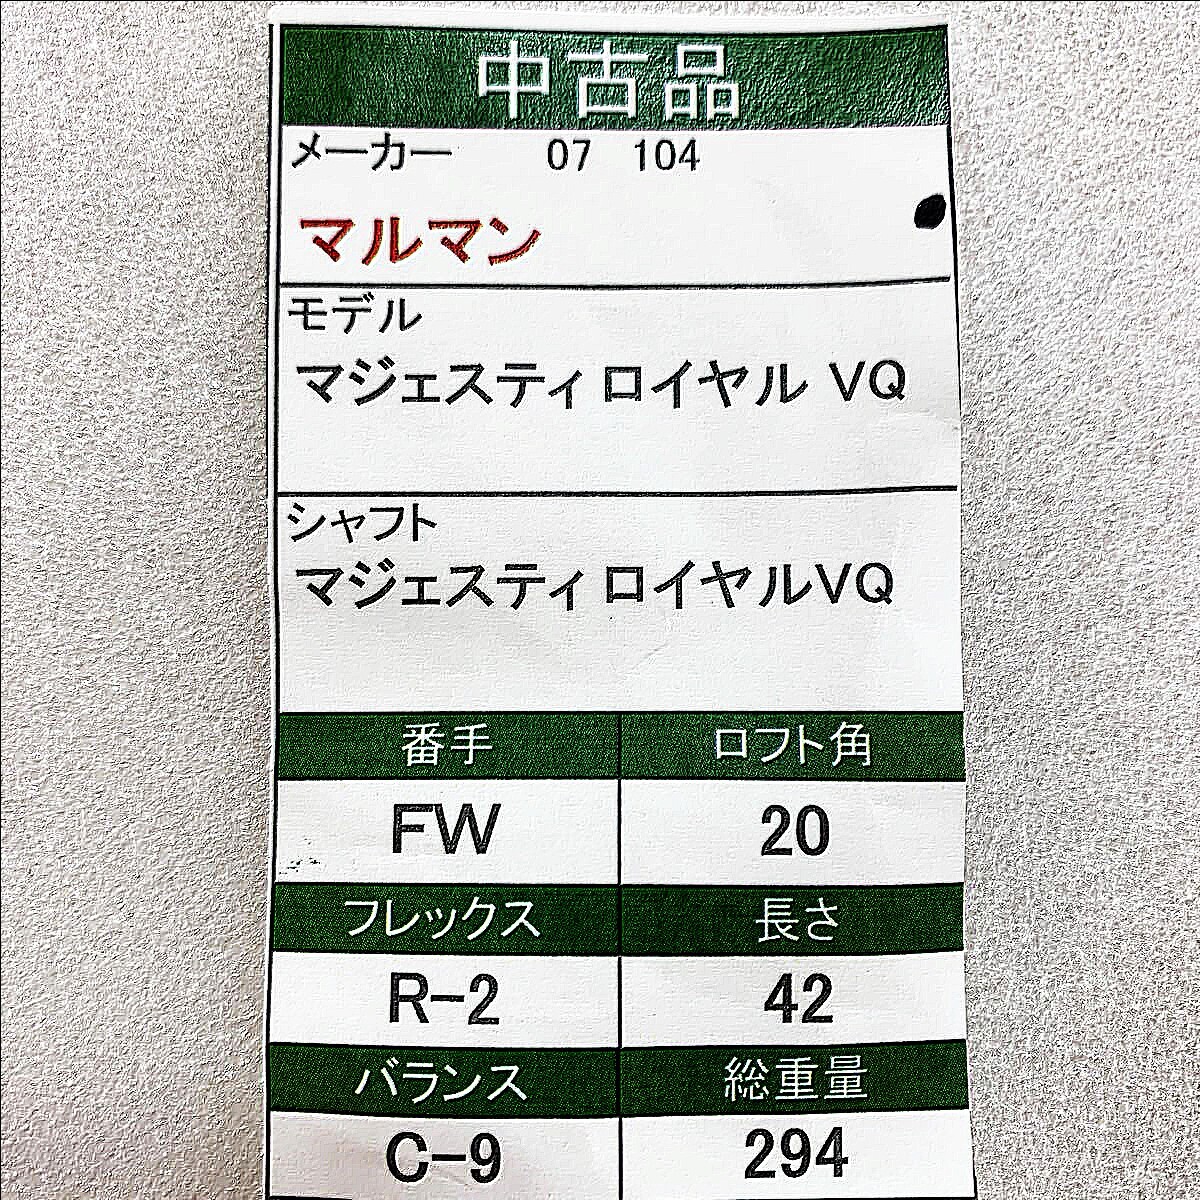 中古品
メーカー 07 104
マルマン
モデル
マジェスティロイヤル VQ
シャフト
マジェスティロイヤルVQ
番手 ロフト角
FW 20
フレックス 長さ
R-2 42
バランス 総重量
C-9 294